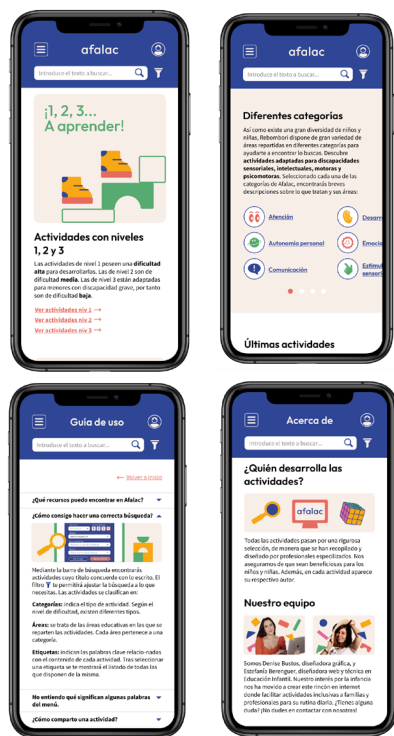 afalac
Introduce el texto a buscar...
¡1, 2, 3...
A aprender!
Actividades con niveles
1, 2 y 3
Las actividades de nivel 1 poseen una dificultad
alta para desarrollarlas. Las de nivel 2 son de
dificultad media. Las de nivel 3 están adaptadas
para menores con discapacidad grave, por tanto
son de dificultad baja.
Ver actividades niv 1 →
Ver actividades niv 2 →
Ver actividades niv 3 →
afalac
Introduce el texto a buscar...
Diferentes categorías
Así como existe una gran diversidad de niños y
niñas, Rebombori dispone de gran variedad de
áreas repartidas en diferentes categorías para
ayudarte a encontrar lo buscas. Descubre
actividades adaptadas para discapacidades
sensoriales, intelectuales, motoras y
psicomotoras. Seleccionado cada una de las
categorías de Afalac, encontrarás breves
descripciones sobre lo que tratan y sus áreas:
Atención
Desarr
Autonomía personal
Emocio
Comunicación
Estimul
sensori
Últimas actividades
Guía de uso
Introduce el texto a buscar...
← Volver a inicio
¿Qué recursos puedo encontrar en Afalac?
¿Cómo consigo hacer una correcta búsqueda?
Mediante la barra de búsqueda encontrarás
actividades cuyo título concuerde con lo escrito. El
filtro te permitirá ajustar la búsqueda a lo que
necesitas. Las actividades se clasifican en:
Categorías: indica el tipo de actividad. Según el
nivel de dificultad, existen diferentes tipos.
Áreas: se trata de las áreas educativas en las que se
reparten las actividades. Cada área pertenece a una
categoría.
Etiquetas: indican las palabras clave relacio-nadas
con el contenido de cada actividad. Tras seleccionar
una etiqueta se te mostrará el listado de todas las
que disponen de la misma.
No entiendo qué significan algunas palabras
del menú.
¿Cómo comparto una actividad?
Acerca de
Introduce el texto a buscar...
¿Quién desarrolla las
actividades?
afalac
Todas las actividades pasan por una rigurosa
selección, de manera que se han recopilado y
diseñado por profesionales especializados. Nos
aseguramos de que sean beneficiosas para los
niños y niñas. Además, en cada actividad aparece
su respectivo autor.
Nuestro equipo
Somos Denise Bustos, diseñadora gráfica, y
Estefanía Berenguer, diseñadora web y técnica en
Educación Infantil. Nuestro interés por la infancia
nos ha movido a crear este rincón en internet
donde facilitar actividades inclusivas a familias y
profesionales para su rutina diaria. ¿Tienes alguna
duda? ¡No dudes en contactar con nosotras!